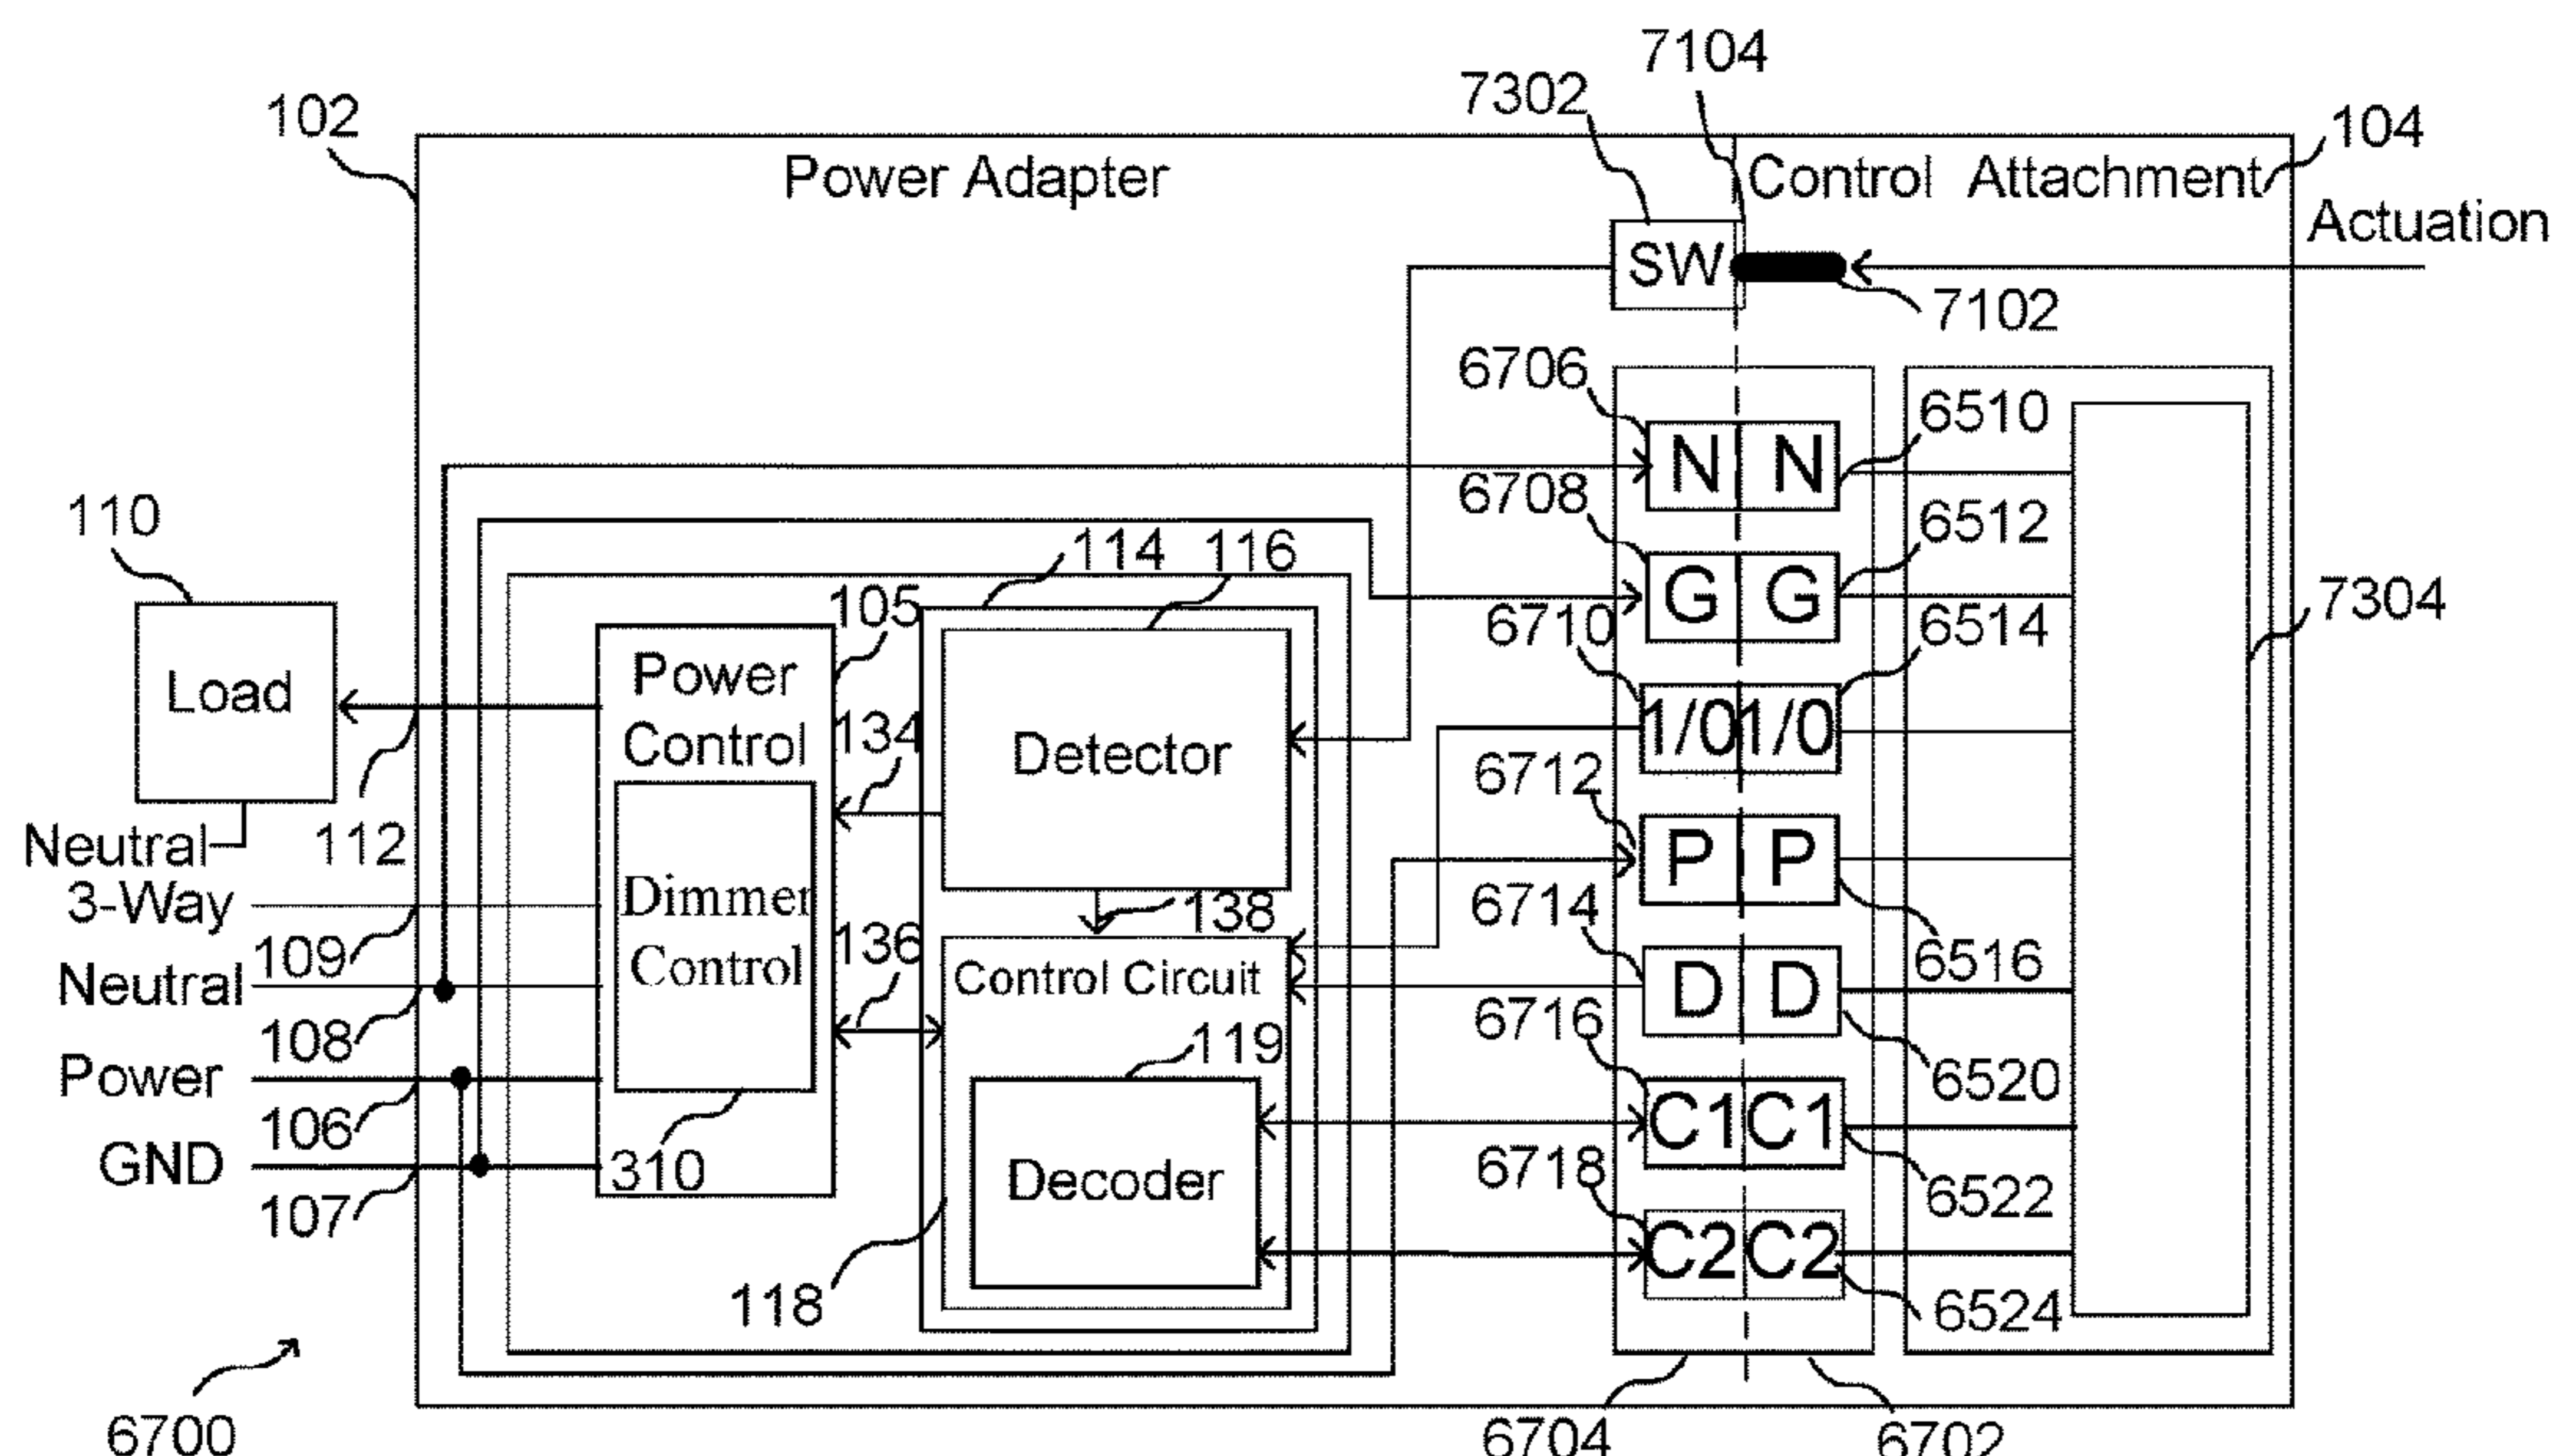 7104
7302
102
104
Power Adapter
Control Attachment
Actuation
SW
7102
6706
6510
N N
6708
110
6512
114 116
105
G G
7304
6710
6514
Load
Power
Control
134
Detector
1/0 1/0
6712
P P
Neutral
112
3-Way
Dimmer
Control
138
6714
109
136
6516
Neutral
Control Circuit
D D
108
6716
119
6520
Power
106
C1 C1
GND
310
Decoder
6718
107
6522
C2 C2
118
6524
6700
6704
6702